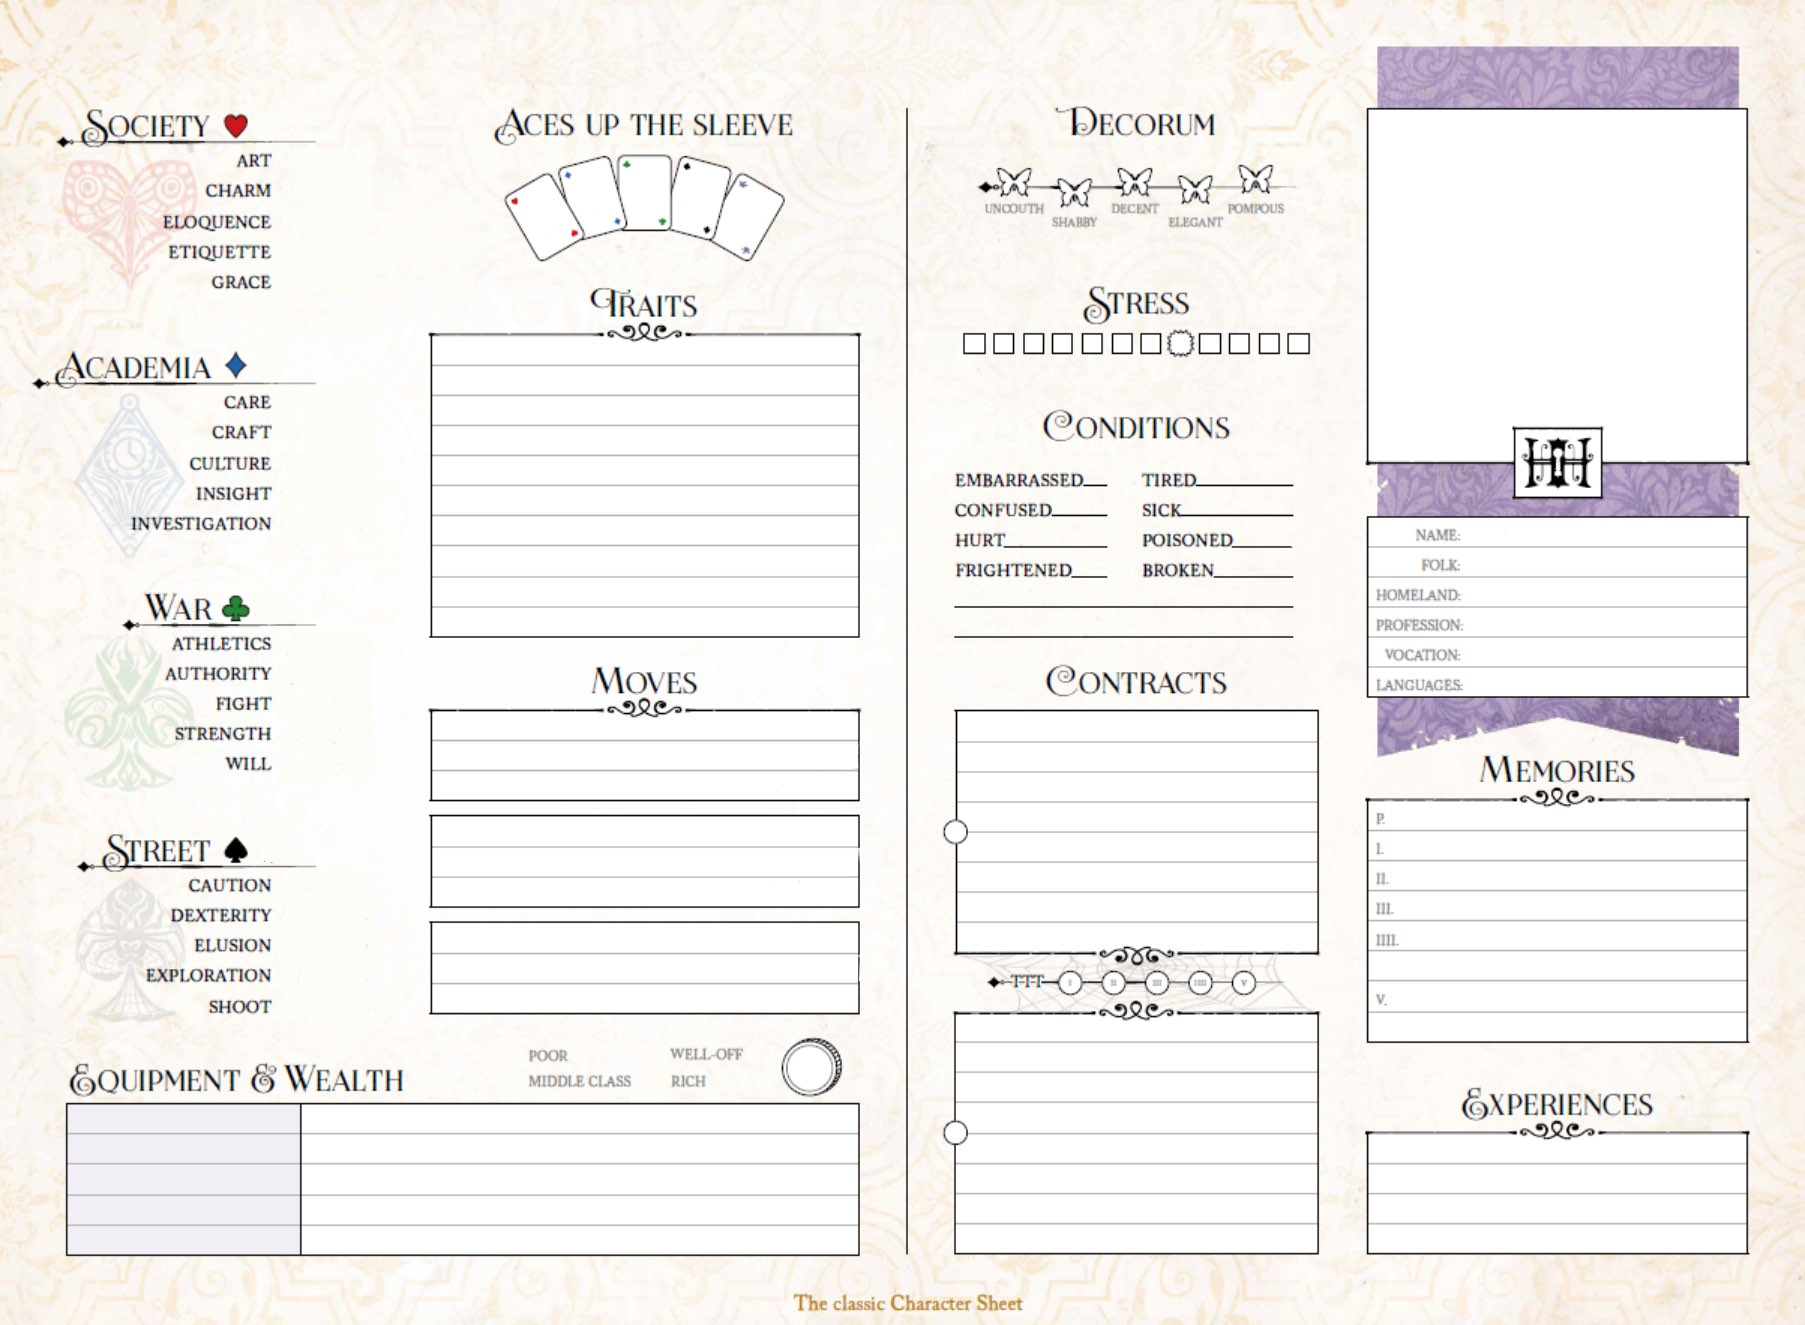 SOCIETY
ART
CHARM
ELOQUENCE
ETIQUETTE
GRACE
ACADEMIA
CARE
CRAFT
CULTURE
INSIGHT
INVESTIGATION
WAR
ATHLETICS
AUTHORITY
FIGHT
STRENGTH
WILL
STREET
CAUTION
DEXTERITY
ELUSION
EXPLORATION
SHOOT
ACES UP THE SLEEVE
TRAITS
MOVES
EQUIPMENT & WEALTH
POOR WELL-OFF
MIDDLE CLASS RICH
DECORUM
UNCOUTH SHABBY DECENT ELEGANT POMPOUS
STRESS
CONDITIONS
EMBARRASSED TIRED
CONFUSED SICK
HURT POISONED
FRIGHTENED BROKEN
CONTRACTS
TTT I II III IIII V
HH
NAME:
FOLK:
HOMELAND:
PROFESSION:
VOCATION:
LANGUAGES:
MEMORIES
P.
I.
II.
III.
IIII.
V.
EXPERIENCES
The classic Character Sheet